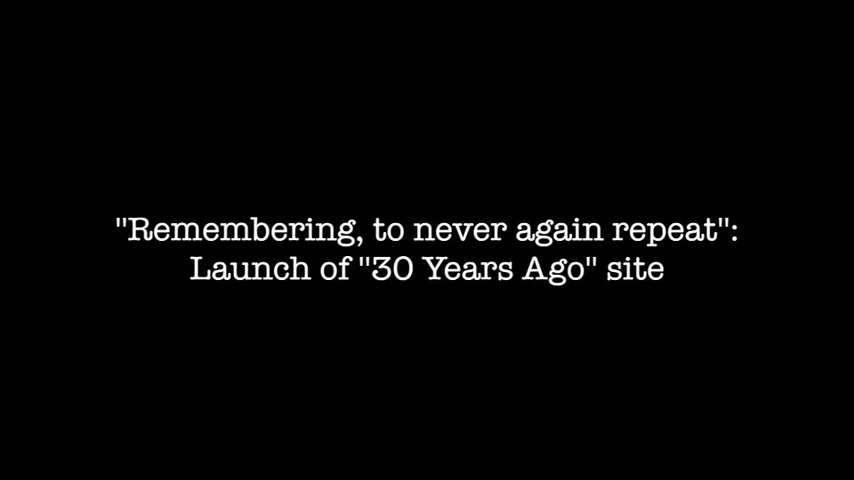 "Remembering, to never again repeat":
Launch of "30 Years Ago" site